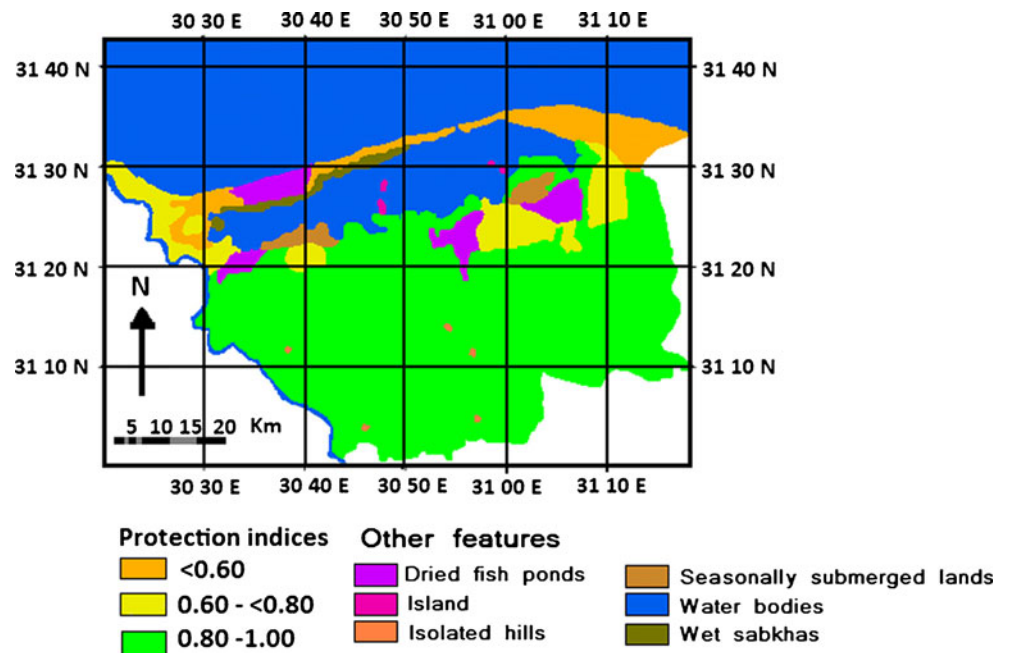 30 30 E 30 40 E 30 50 E 31 00 E 31 10 E
31 40 N 31 40 N
31 30 N 31 30 N
31 20 N 31 20 N
N
31 10 N 31 10 N
5 10 15 20 Km
30 30 E 30 40 E 30 50 E 31 00 E 31 10 E
Protection indices
<0.60
0.60 - <0.80
0.80 -1.00
Other features
Dried fish ponds
Island
Isolated hills
Seasonally submerged lands
Water bodies
Wet sabkhas